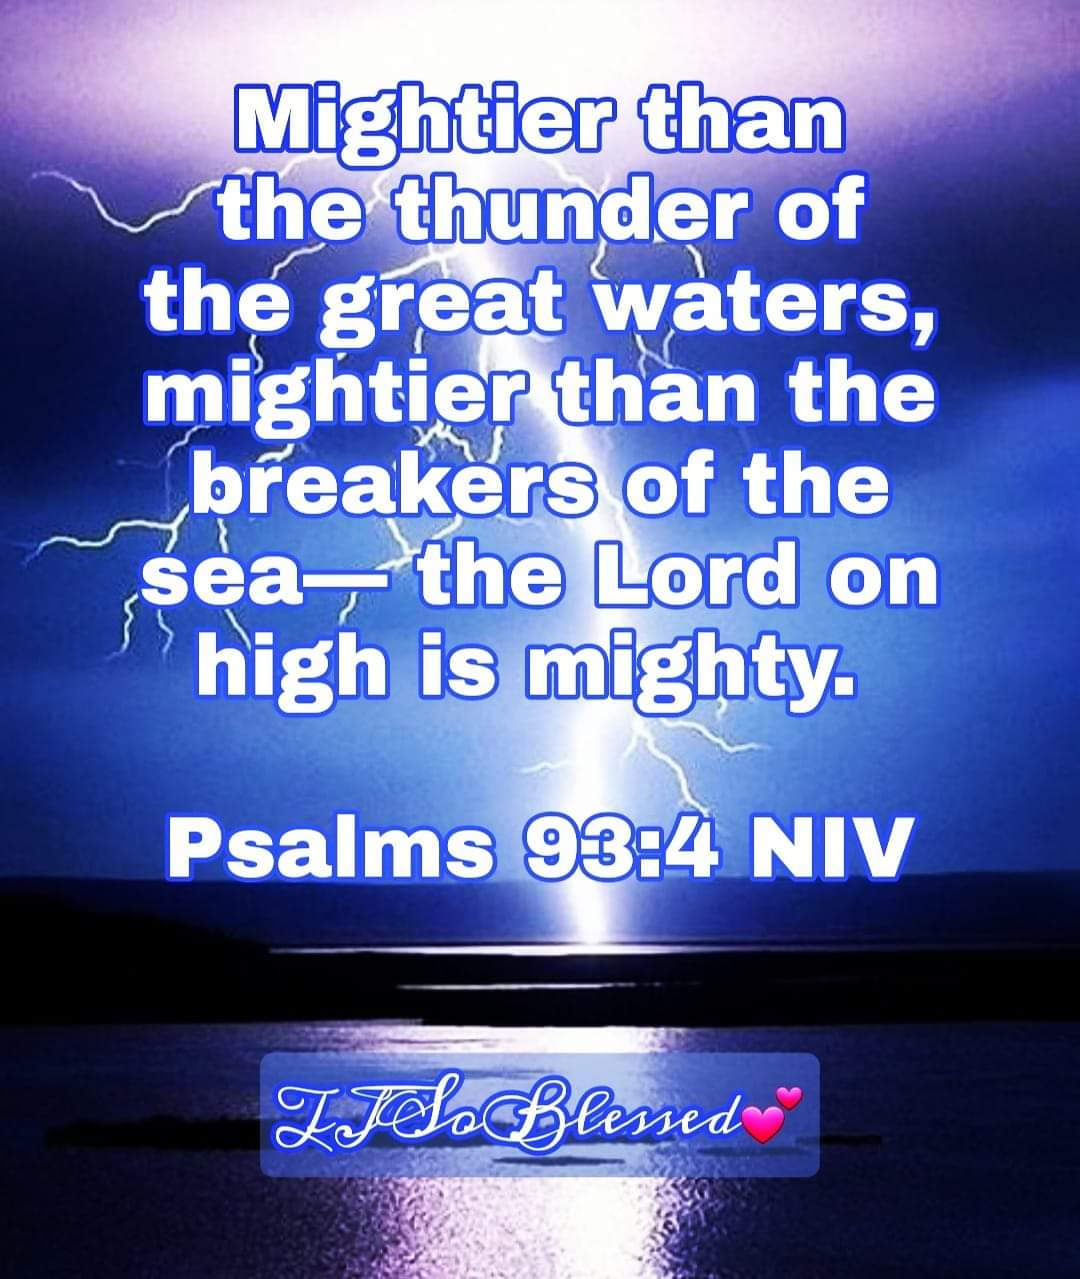 Mightier than
the thunder of
the great waters,
mightier than the
breakers of the
sea— the Lord on
high is mighty.
Psalms 93:4 NIV
SoBlessed💕